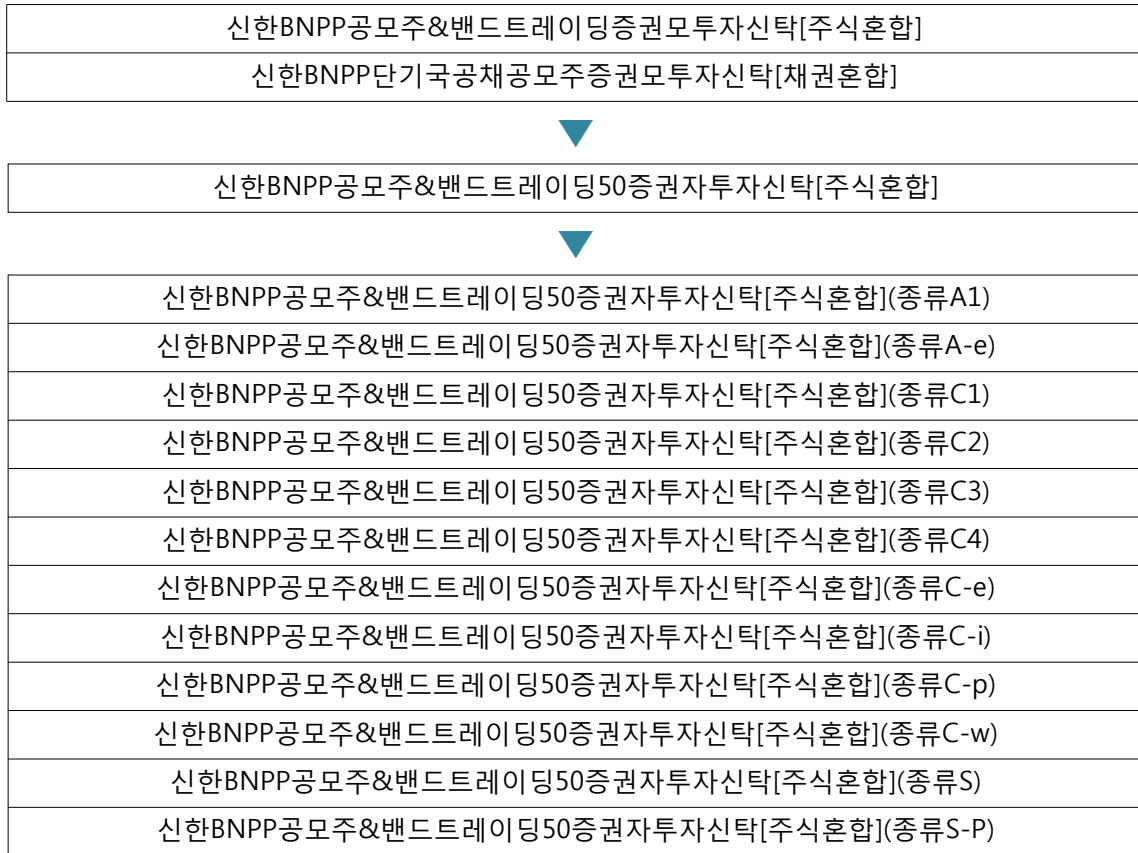 신한BNPP공모주&밴드트레이딩증권모투자신탁[주식혼합]
신한BNPP단기국공채공모주증권모투자신탁[채권혼합]
신한BNPP공모주&밴드트레이딩50증권자투자신탁[주식혼합]
신한BNPP공모주&밴드트레이딩50증권자투자신탁[주식혼합](종류A1)
신한BNPP공모주&밴드트레이딩50증권자투자신탁[주식혼합](종류A-e)
신한BNPP공모주&밴드트레이딩50증권자투자신탁[주식혼합](종류C1)
신한BNPP공모주&밴드트레이딩50증권자투자신탁[주식혼합](종류C2)
신한BNPP공모주&밴드트레이딩50증권자투자신탁[주식혼합](종류C3)
신한BNPP공모주&밴드트레이딩50증권자투자신탁[주식혼합](종류C4)
신한BNPP공모주&밴드트레이딩50증권자투자신탁[주식혼합](종류C-e)
신한BNPP공모주&밴드트레이딩50증권자투자신탁[주식혼합](종류C-i)
신한BNPP공모주&밴드트레이딩50증권자투자신탁[주식혼합](종류C-p)
신한BNPP공모주&밴드트레이딩50증권자투자신탁[주식혼합](종류C-w)
신한BNPP공모주&밴드트레이딩50증권자투자신탁[주식혼합](종류S)
신한BNPP공모주&밴드트레이딩50증권자투자신탁[주식혼합](종류S-P)